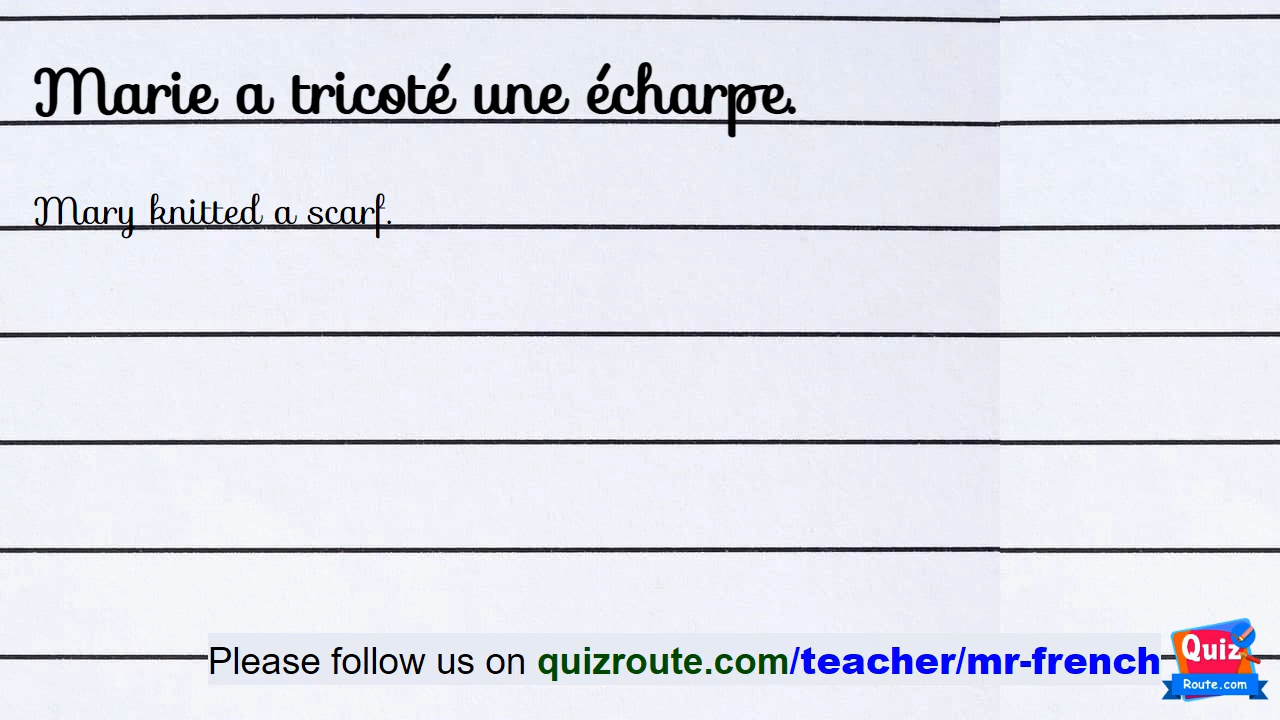 Marie a tricoté une écharpe.
Mary knitted a scarf.
Please follow us on quizroute.com/teacher/mr-french
Quiz
Route.com